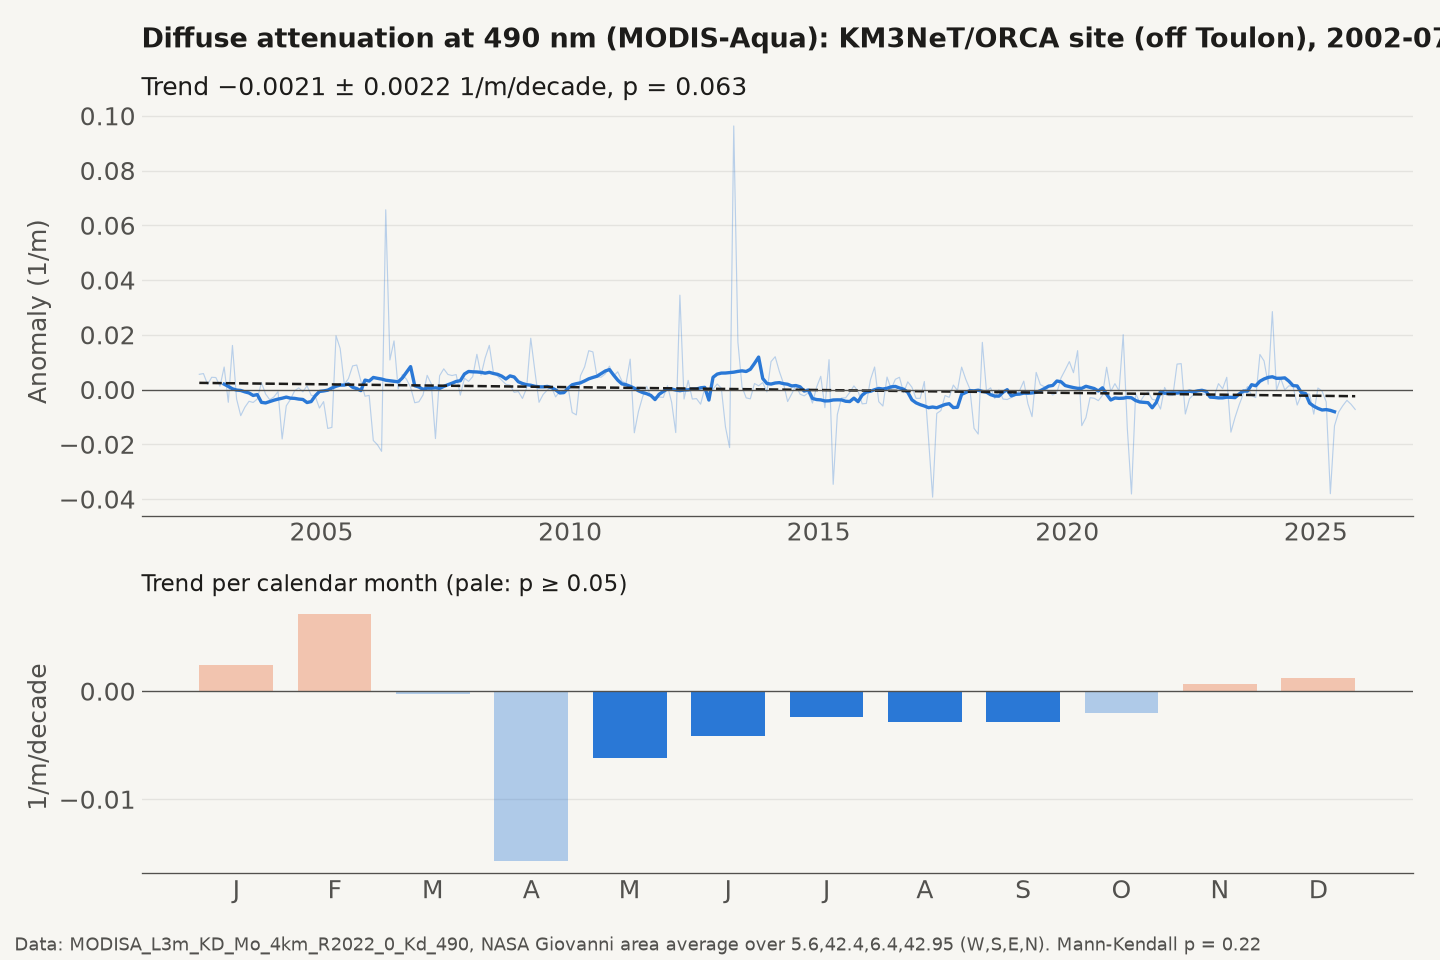 Diffuse attenuation at 490 nm (MODIS-Aqua): KM3NeT/ORCA site (off Toulon), 2002-07
Trend −0.0021 ± 0.0022 1/m/decade, p = 0.063
Anomaly (1/m)
0.10
0.08
0.06
0.04
0.02
0.00
−0.02
−0.04
2005 2010 2015 2020 2025
Trend per calendar month (pale: p ≥ 0.05)
1/m/decade
0.00
−0.01
J F M A M J J A S O N D
Data: MODISA_L3m_KD_Mo_4km_R2022_0_Kd_490, NASA Giovanni area average over 5.6,42.4,6.4,42.95 (W,S,E,N). Mann-Kendall p = 0.22